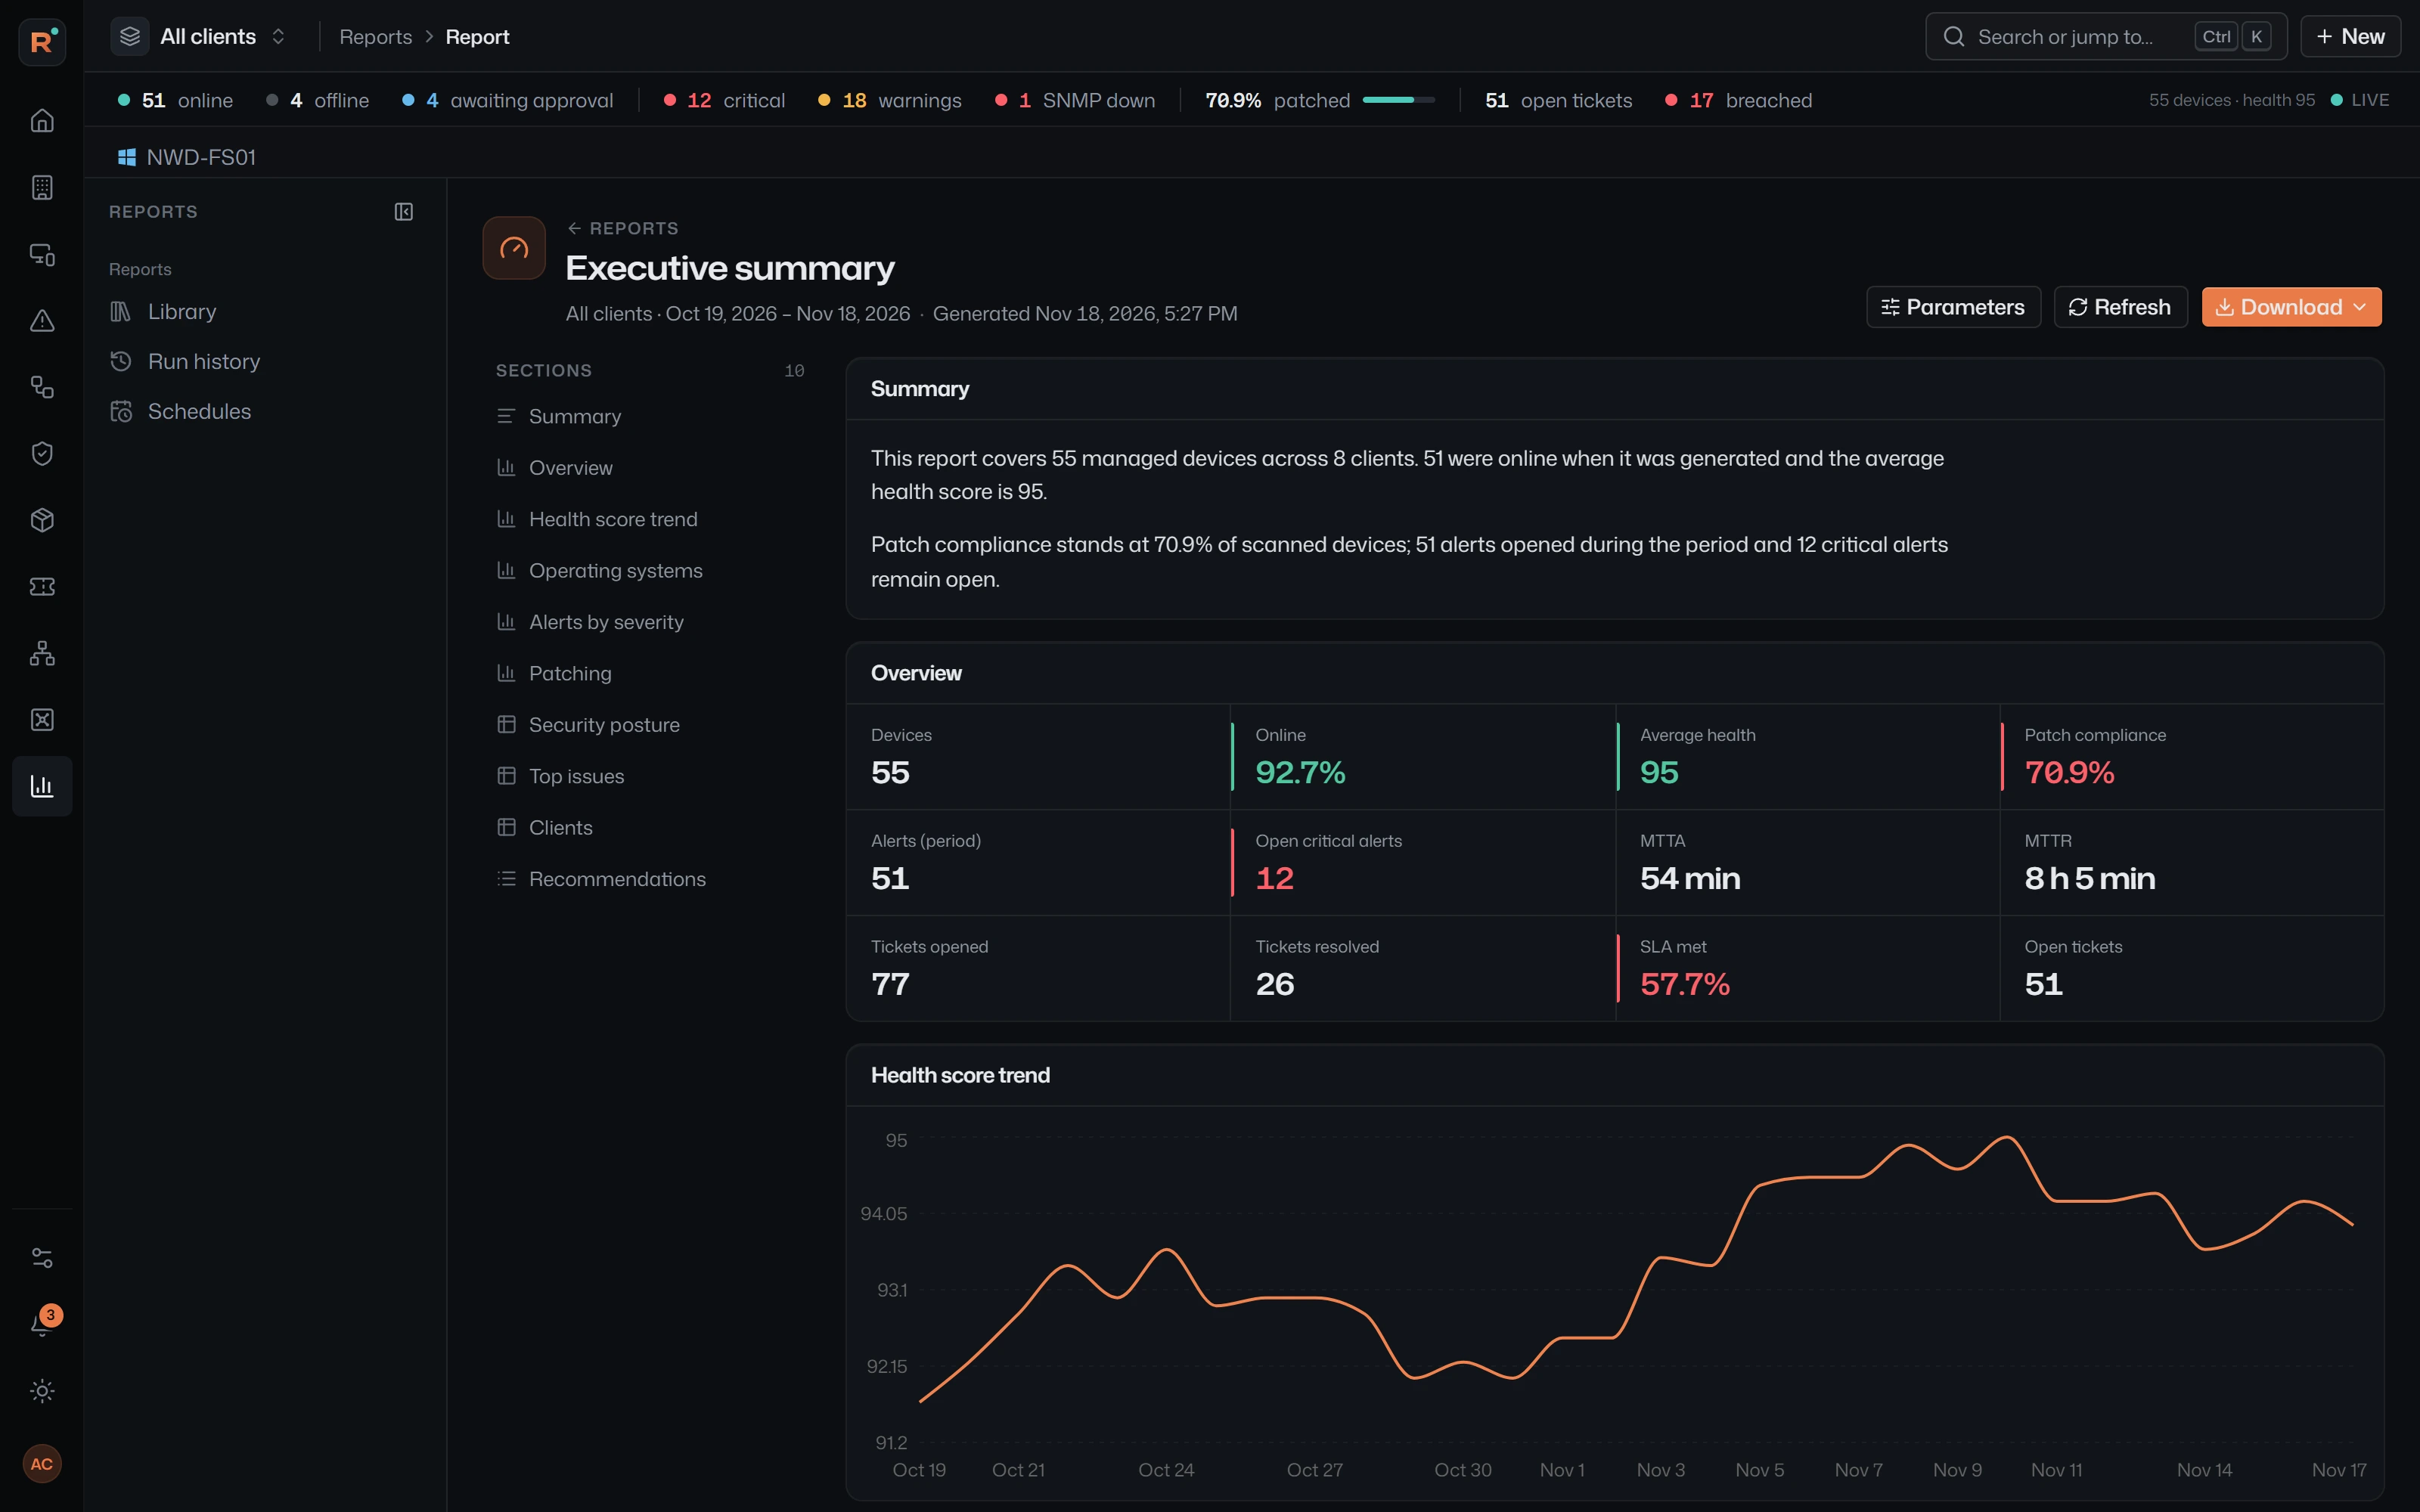 R
All clients
Reports > Report
Search or jump to... Ctrl K
+ New
51 online 4 offline 4 awaiting approval 12 critical 18 warnings 1 SNMP down 70.9% patched 51 open tickets 17 breached
55 devices · health 95 LIVE
NWD-FS01
REPORTS
Reports
Library
Run history
Schedules
3
AC
← REPORTS
Executive summary
All clients · Oct 19, 2026 – Nov 18, 2026 · Generated Nov 18, 2026, 5:27 PM
Parameters
Refresh
Download
SECTIONS 10
Summary
Overview
Health score trend
Operating systems
Alerts by severity
Patching
Security posture
Top issues
Clients
Recommendations
Summary
This report covers 55 managed devices across 8 clients. 51 were online when it was generated and the average
health score is 95.
Patch compliance stands at 70.9% of scanned devices; 51 alerts opened during the period and 12 critical alerts
remain open.
Overview
Devices Online Average health Patch compliance
55 92.7% 95 70.9%
Alerts (period) Open critical alerts MTTA MTTR
51 12 54 min 8 h 5 min
Tickets opened Tickets resolved SLA met Open tickets
77 26 57.7% 51
Health score trend
95
94.05
93.1
92.15
91.2
Oct 19 Oct 21 Oct 24 Oct 27 Oct 30 Nov 1 Nov 3 Nov 5 Nov 7 Nov 9 Nov 11 Nov 14 Nov 17